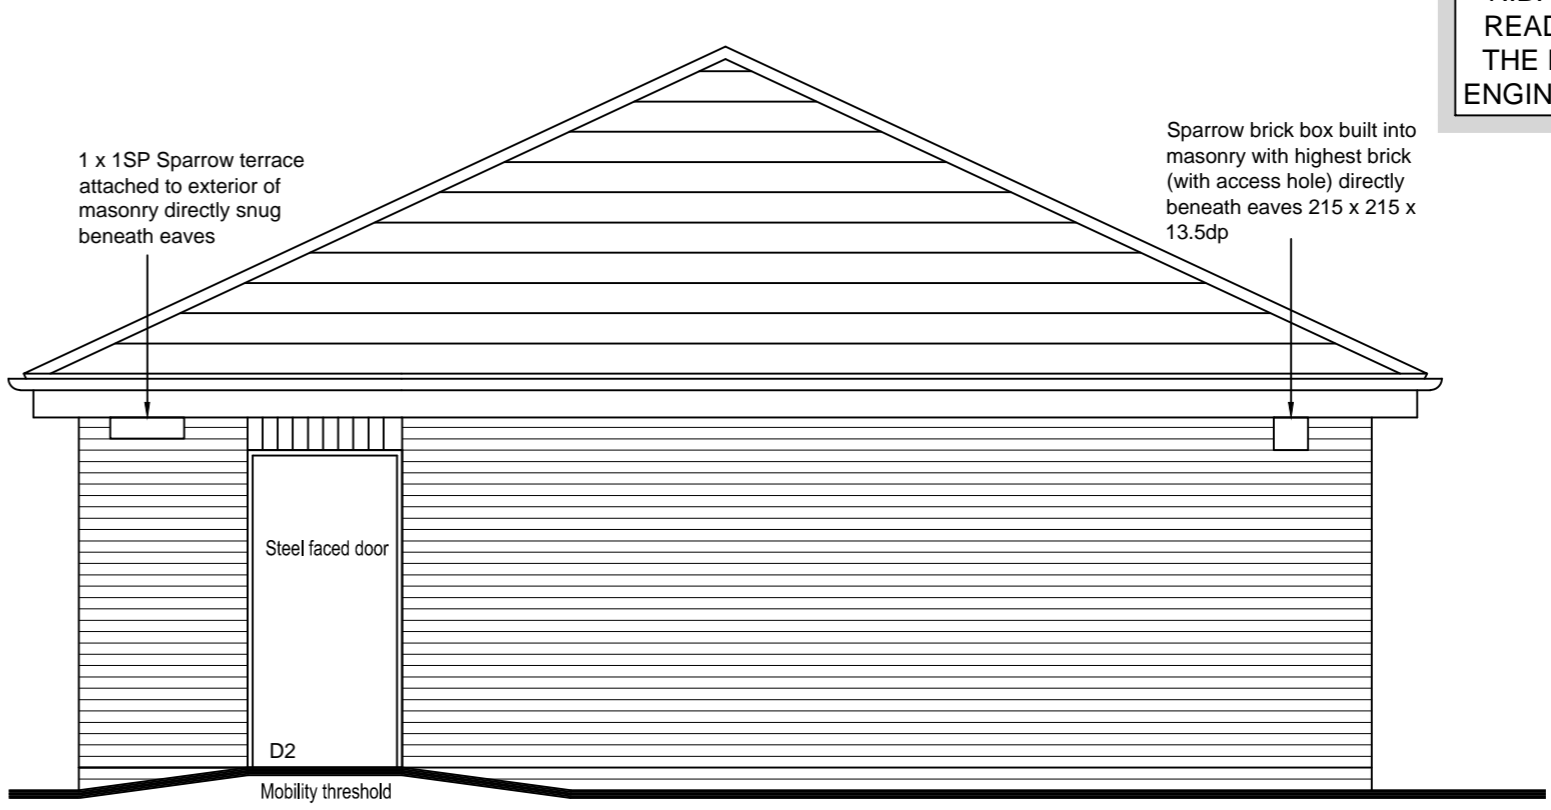 READ
THE
ENGIN
1 x 1SP Sparrow terrace
attached to exterior of
masonry directly snug
beneath eaves
Sparrow brick box built into
masonry with highest brick
(with access hole) directly
beneath eaves 215 x 215 x
13.5dp
Steel faced door
D2
Mobility threshold